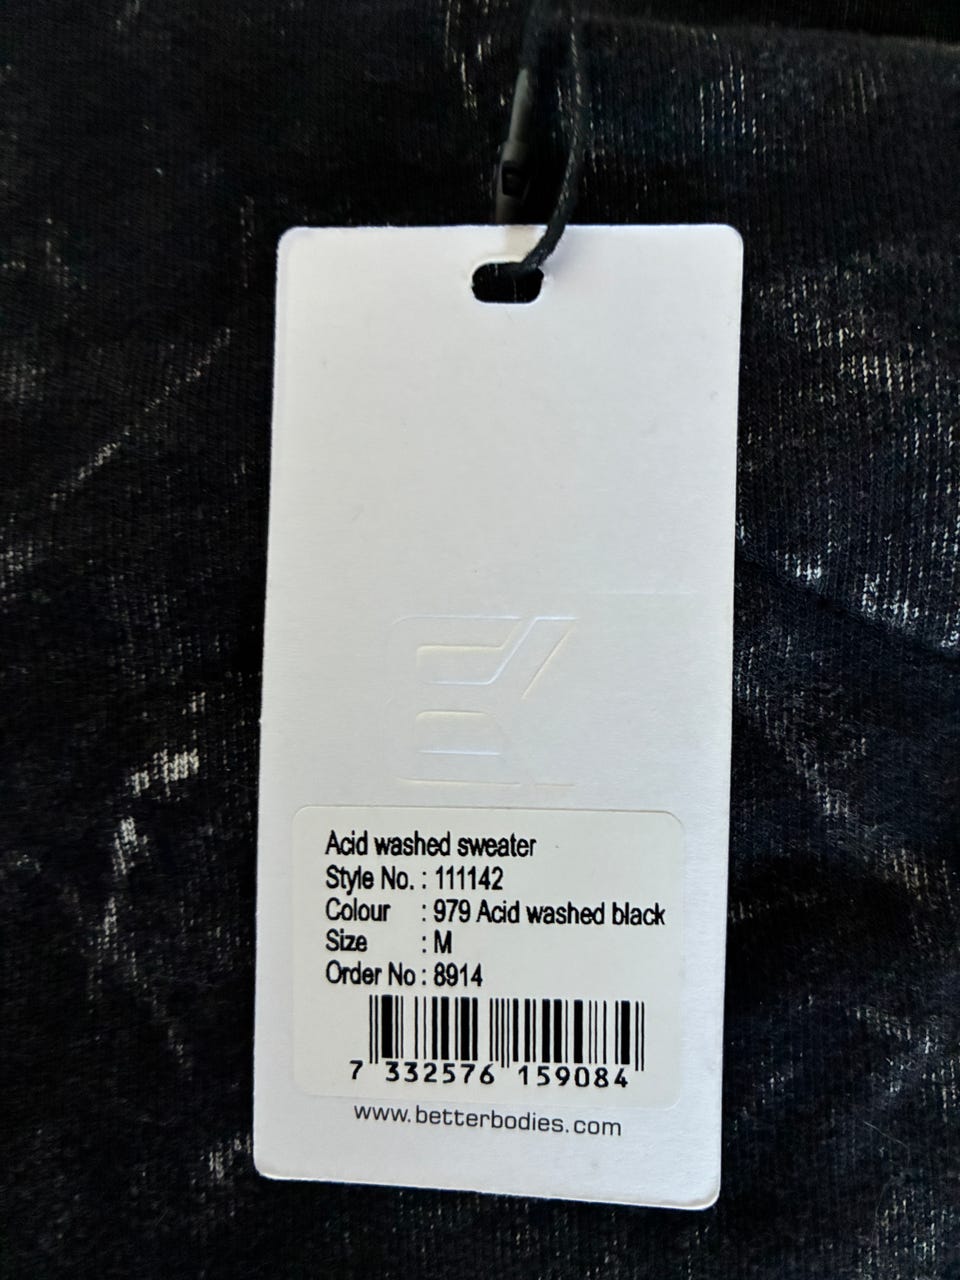 Acid washed sweater
Style No. : 111142
Colour : 979 Acid washed black
Size : M
Order No : 8914
7 332576 159084
www.betterbodies.com